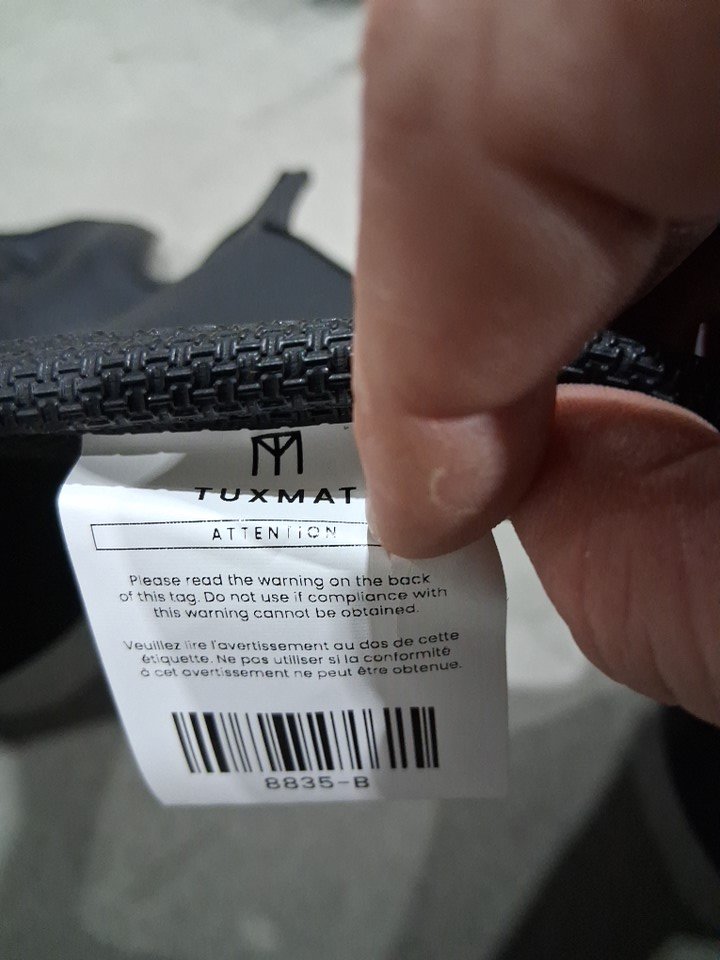 TUXMAT
ATTENTION
Please read the warning on the back
of this tag. Do not use if compliance with
this warning cannot be obtained.
Veuillez lire l'avertissement au dos de cette
étiquette. Ne pas utiliser si la conformité
à cet avertissement ne peut être obtenue.
8835-B